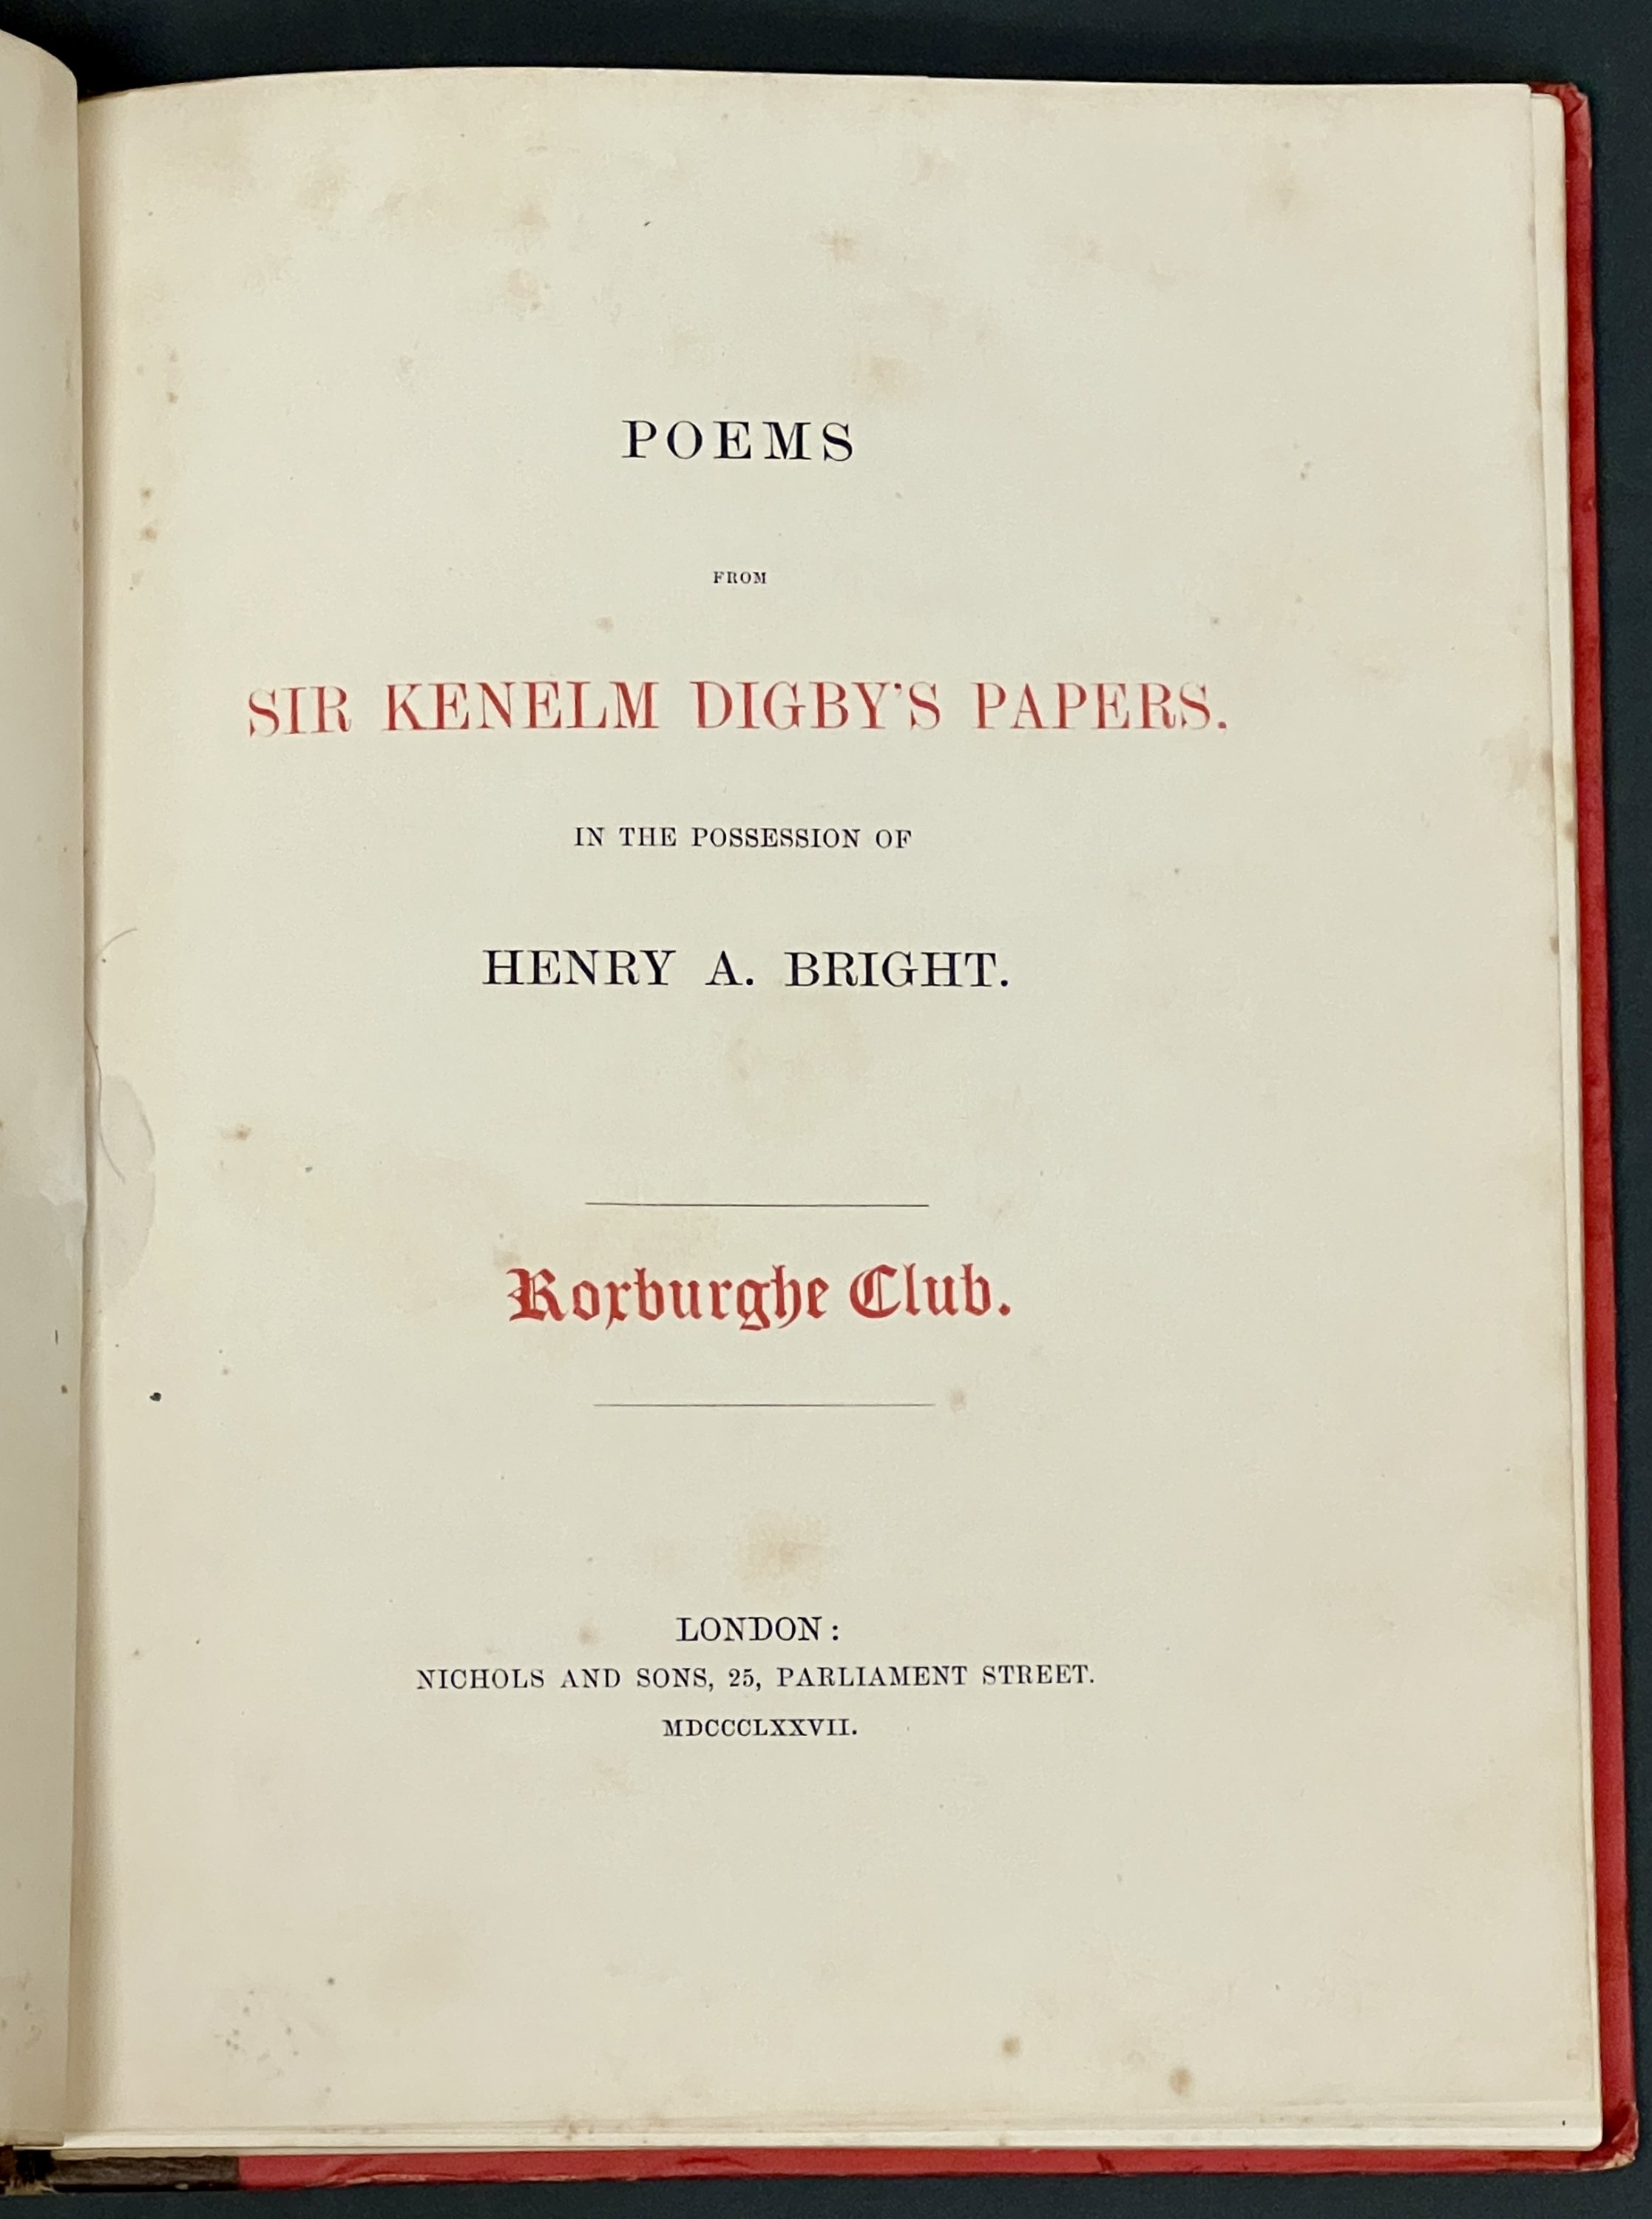 POEMS
FROM
SIR KENELM DIGBY'S PAPERS.
IN THE POSSESSION OF
HENRY A. BRIGHT.
Roxburghe Club.
LONDON:
NICHOLS AND SONS, 25, PARLIAMENT STREET.
MDCCCLXXVII.